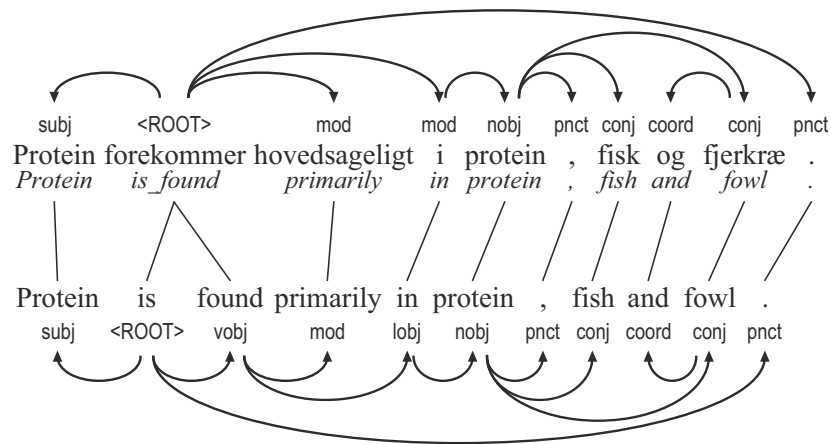 subj <ROOT> mod mod nobj pnct conj coord conj pnct
Protein forekommer hovedsageligt i protein , fisk og fjerkræ .
Protein is_found primarily in protein , fish and fowl .
Protein is found primarily in protein , fish and fowl .
subj <ROOT> vobj mod lobj nobj pnct conj coord conj pnct